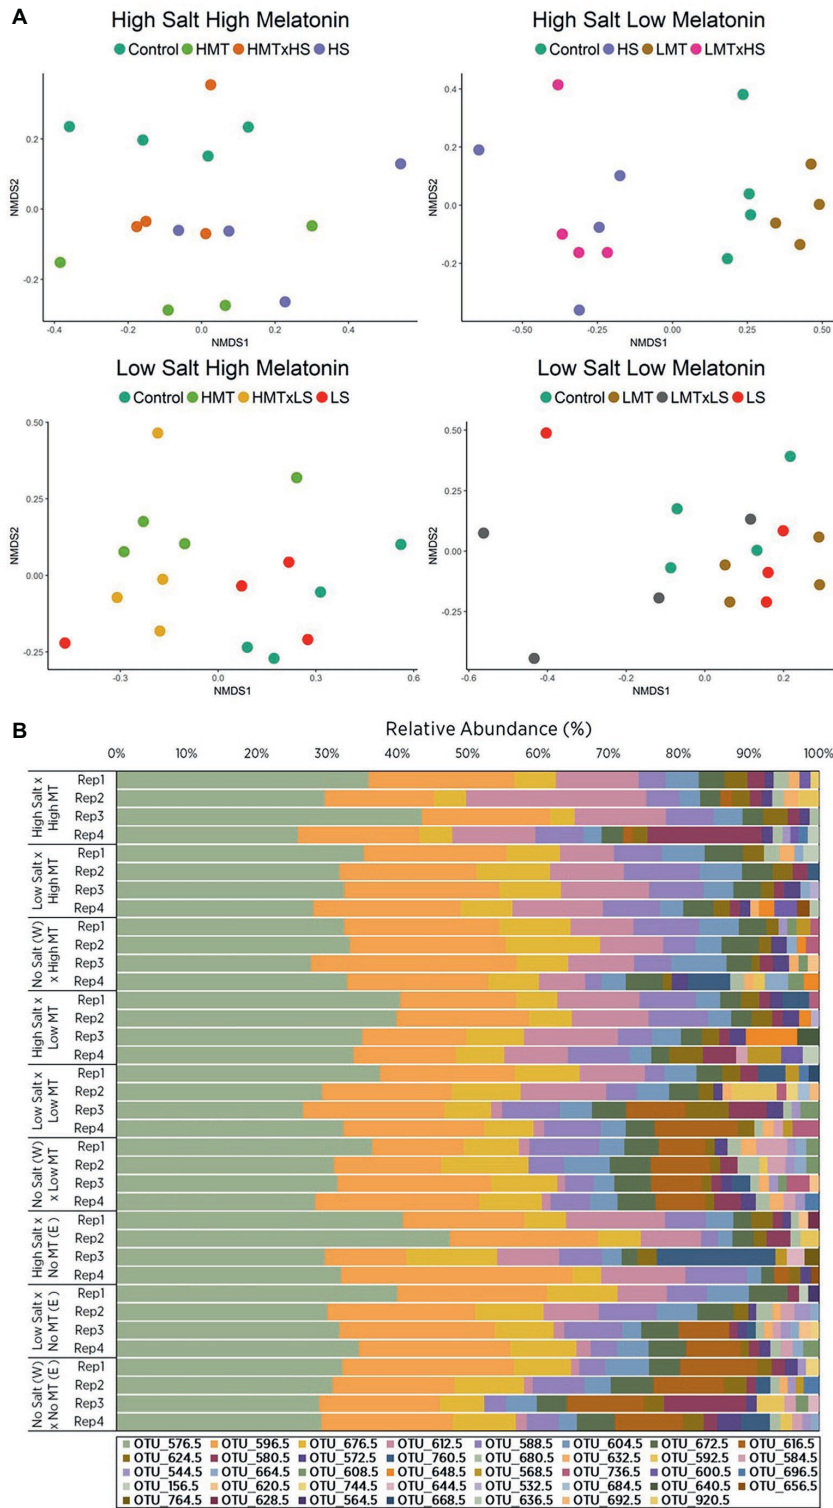 A
High Salt High Melatonin
Control HMT HMTxHS HS
0.2
0.0
-0.2
NMDS2
-0.4 -0.2 0.0 0.2 0.4
NMDS1
High Salt Low Melatonin
Control HS LMT LMTxHS
0.4
0.2
0.0
-0.2
NMDS2
-0.50 -0.25 0.00 0.25 0.50
NMDS1
Low Salt High Melatonin
Control HMT HMTxLS LS
0.50
0.25
0.00
-0.25
NMDS2
-0.3 0.0 0.3 0.6
NMDS1
Low Salt Low Melatonin
Control LMT LMTxLS LS
0.50
0.25
0.00
-0.25
NMDS2
-0.6 -0.4 -0.2 0.0 0.2
NMDS1
B
Relative Abundance (%)
0% 10% 20% 30% 40% 50% 60% 70% 80% 90% 100%
High Salt x
High MT
Rep1
Rep2
Rep3
Rep4
Low Salt x
High MT
Rep1
Rep2
Rep3
Rep4
No Salt (W)
x High MT
Rep1
Rep2
Rep3
Rep4
High Salt x
Low MT
Rep1
Rep2
Rep3
Rep4
Low Salt x
Low MT
Rep1
Rep2
Rep3
Rep4
No Salt (W)
x Low MT
Rep1
Rep2
Rep3
Rep4
High Salt x
No MT (E )
Rep1
Rep2
Rep3
Rep4
Low Salt x
No MT (E )
Rep1
Rep2
Rep3
Rep4
No Salt (W)
x No MT (E )
Rep1
Rep2
Rep3
Rep4
OTU_576.5 OTU_596.5 OTU_676.5 OTU_612.5 OTU_588.5 OTU_604.5 OTU_672.5 OTU_616.5
OTU_624.5 OTU_580.5 OTU_572.5 OTU_760.5 OTU_680.5 OTU_632.5 OTU_592.5 OTU_584.5
OTU_544.5 OTU_664.5 OTU_608.5 OTU_648.5 OTU_568.5 OTU_736.5 OTU_600.5 OTU_696.5
OTU_156.5 OTU_620.5 OTU_744.5 OTU_644.5 OTU_532.5 OTU_684.5 OTU_640.5 OTU_656.5
OTU_764.5 OTU_628.5 OTU_564.5 OTU_668.5 OTU_636.5 OTU_692.5 OTU_920.5